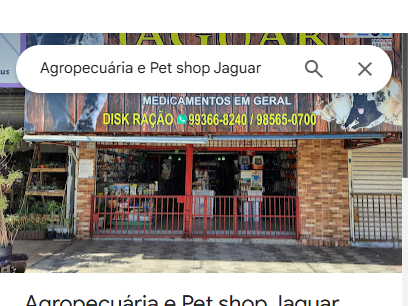 JAGUAR
Agropecuária e Pet shop Jaguar
MEDICAMENTOS EM GERAL
DISK RAÇÃO 99366-8240 / 98565-0700
Agropecuária e Pet shop Jaguar